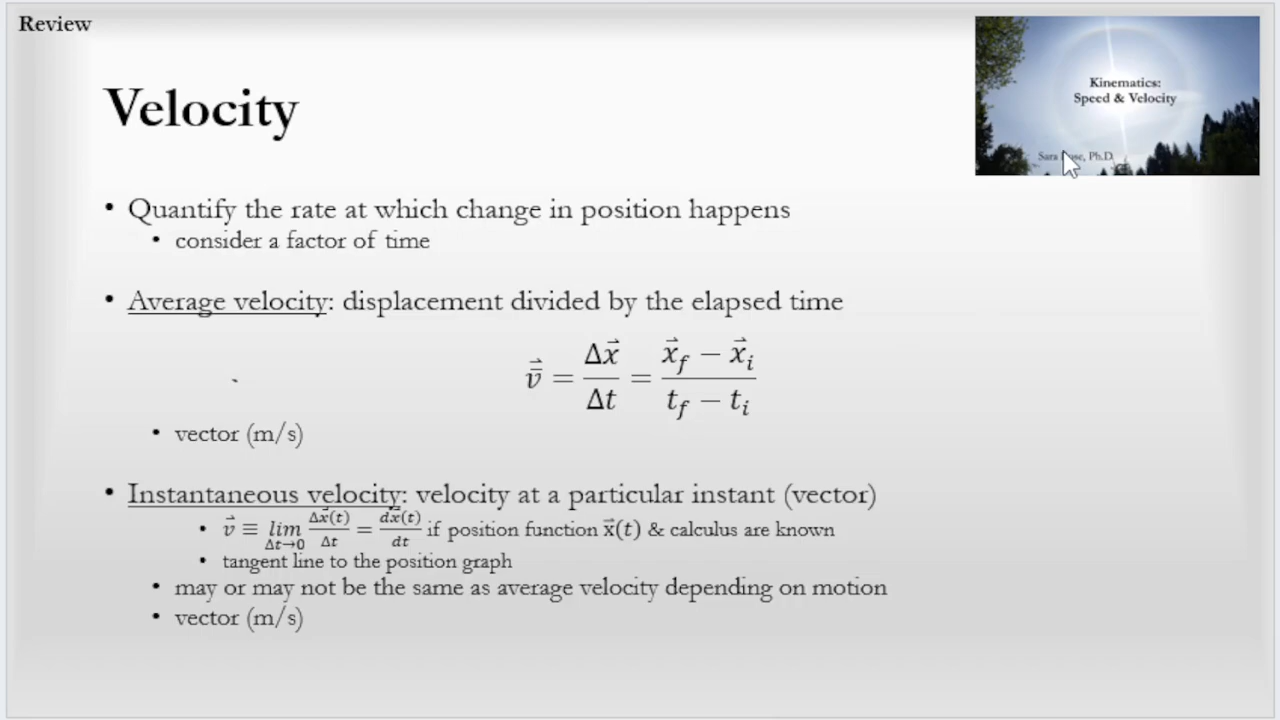 Review
Kinematics:
Speed & Velocity
Sara Ph.D.
Velocity
• Quantify the rate at which change in position happens
• consider a factor of time
• Average velocity: displacement divided by the elapsed time
v̄⃗ = Δx⃗/Δt = (x⃗_f − x⃗_i)/(t_f − t_i)
• vector (m/s)
• Instantaneous velocity: velocity at a particular instant (vector)
• v⃗ ≡ lim_{Δt→0} Δx⃗(t)/Δt = dx⃗(t)/dt if position function x⃗(t) & calculus are known
• tangent line to the position graph
• may or may not be the same as average velocity depending on motion
• vector (m/s)